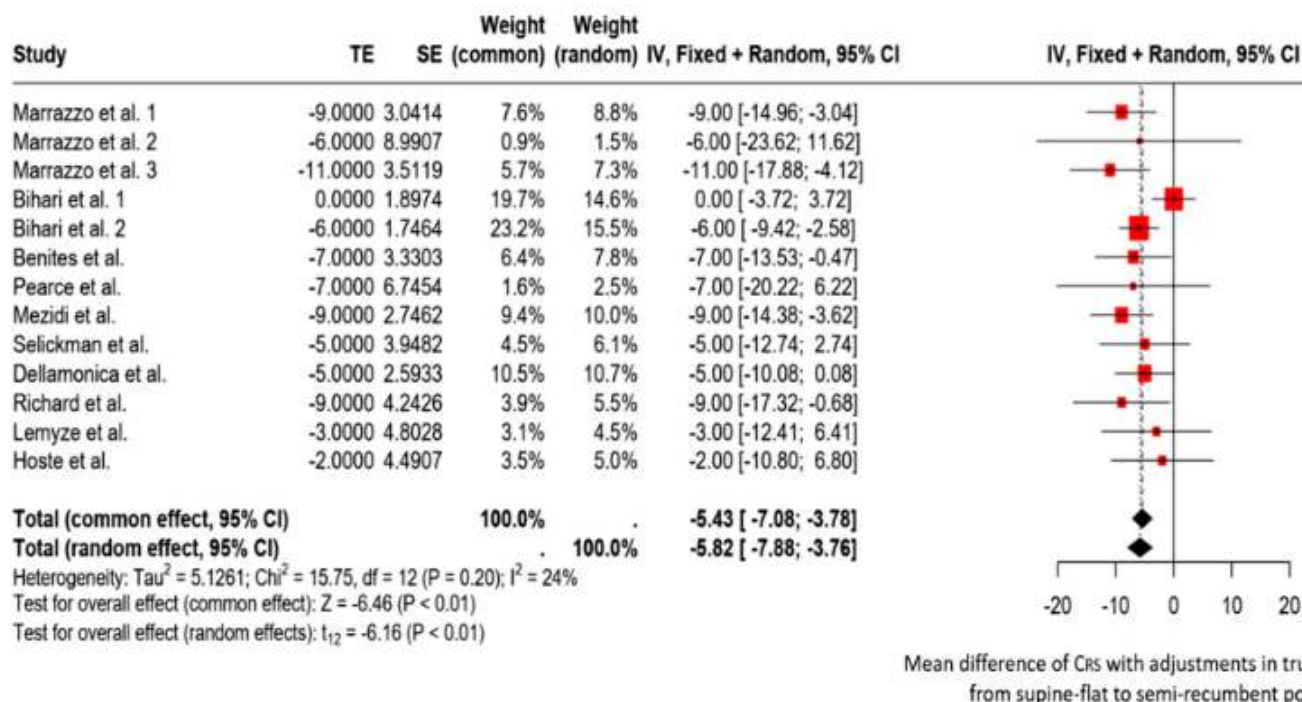 Weight Weight
Study TE SE (common) (random) IV, Fixed + Random, 95% CI IV, Fixed + Random, 95% CI
Marrazzo et al. 1 -9.0000 3.0414 7.6% 8.8% -9.00 [-14.96; -3.04]
Marrazzo et al. 2 -6.0000 8.9907 0.9% 1.5% -6.00 [-23.62; 11.62]
Marrazzo et al. 3 -11.0000 3.5119 5.7% 7.3% -11.00 [-17.88; -4.12]
Bihari et al. 1 0.0000 1.8974 19.7% 14.6% 0.00 [ -3.72; 3.72]
Bihari et al. 2 -6.0000 1.7464 23.2% 15.5% -6.00 [ -9.42; -2.58]
Benites et al. -7.0000 3.3303 6.4% 7.8% -7.00 [-13.53; -0.47]
Pearce et al. -7.0000 6.7454 1.6% 2.5% -7.00 [-20.22; 6.22]
Mezidi et al. -9.0000 2.7462 9.4% 10.0% -9.00 [-14.38; -3.62]
Selickman et al. -5.0000 3.9482 4.5% 6.1% -5.00 [-12.74; 2.74]
Dellamonica et al. -5.0000 2.5933 10.5% 10.7% -5.00 [-10.08; 0.08]
Richard et al. -9.0000 4.2426 3.9% 5.5% -9.00 [-17.32; -0.68]
Lemyze et al. -3.0000 4.8028 3.1% 4.5% -3.00 [-12.41; 6.41]
Hoste et al. -2.0000 4.4907 3.5% 5.0% -2.00 [-10.80; 6.80]
Total (common effect, 95% CI) 100.0% . -5.43 [ -7.08; -3.78]
Total (random effect, 95% CI) . 100.0% -5.82 [ -7.88; -3.76]
Heterogeneity: Tau² = 5.1261; Chi² = 15.75, df = 12 (P = 0.20); I² = 24%
Test for overall effect (common effect): Z = -6.46 (P < 0.01)
Test for overall effect (random effects): t₁₂ = -6.16 (P < 0.01)
-20 -10 0 10 20
Mean difference of CRS with adjustments in tru
from supine-flat to semi-recumbent po